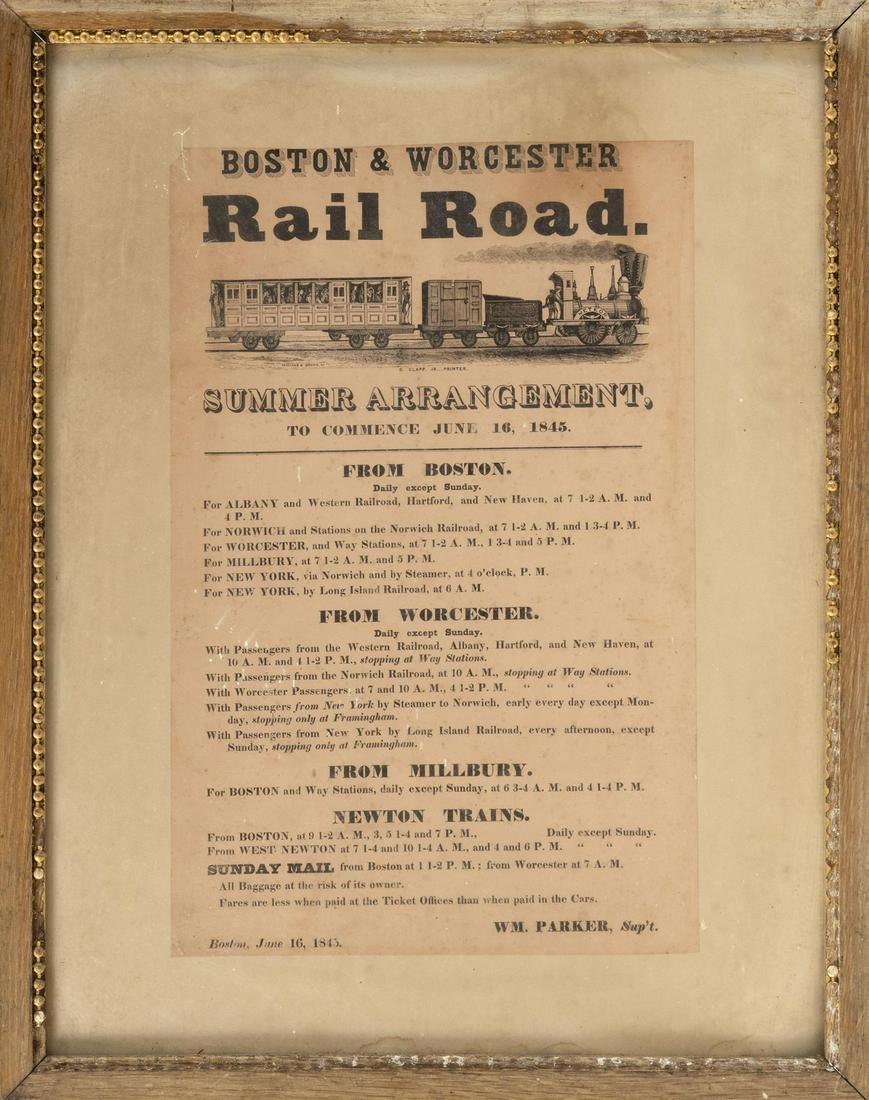 BOSTON & WORCESTER
Rail Road.
S. CLAPP, JR....PRINTER.
SUMMER ARRANGEMENT,
TO COMMENCE JUNE 16, 1845.
FROM BOSTON.
Daily except Sunday.
For ALBANY and Western Railroad, Hartford, and New Haven, at 7 1-2 A. M. and
4 P. M.
For NORWICH and Stations on the Norwich Railroad, at 7 1-2 A. M. and 1 3-4 P. M.
For WORCESTER, and Way Stations, at 7 1-2 A. M., 1 3-4 and 5 P. M.
For MILLBURY, at 7 1-2 A. M. and 5 P. M.
For NEW YORK, via Norwich and by Steamer, at 4 o'clock, P. M.
For NEW YORK, by Long Island Railroad, at 6 A. M.
FROM WORCESTER.
Daily except Sunday.
With Passengers from the Western Railroad, Albany, Hartford, and New Haven, at
10 A. M. and 4 1-2 P. M., stopping at Way Stations.
With Passengers from the Norwich Railroad, at 10 A. M., stopping at Way Stations.
With Worcester Passengers, at 7 and 10 A. M., 4 1-2 P. M. “ “ “ “
With Passengers from New York by Steamer to Norwich, early every day except Mon-
day, stopping only at Framingham.
With Passengers from New York by Long Island Railroad, every afternoon, except
Sunday, stopping only at Framingham.
FROM MILLBURY.
For BOSTON and Way Stations, daily except Sunday, at 6 3-4 A. M. and 4 1-4 P. M.
NEWTON TRAINS.
From BOSTON, at 9 1-2 A. M., 3, 5 1-4 and 7 P. M., Daily except Sunday.
From WEST NEWTON at 7 1-4 and 10 1-4 A. M., and 4 and 6 P. M. “ “ “
SUNDAY MAIL from Boston at 1 1-2 P. M.; from Worcester at 7 A. M.
All Baggage at the risk of its owner.
Fares are less when paid at the Ticket Offices than when paid in the Cars.
WM. PARKER, Sup't.
Boston, June 16, 1845.